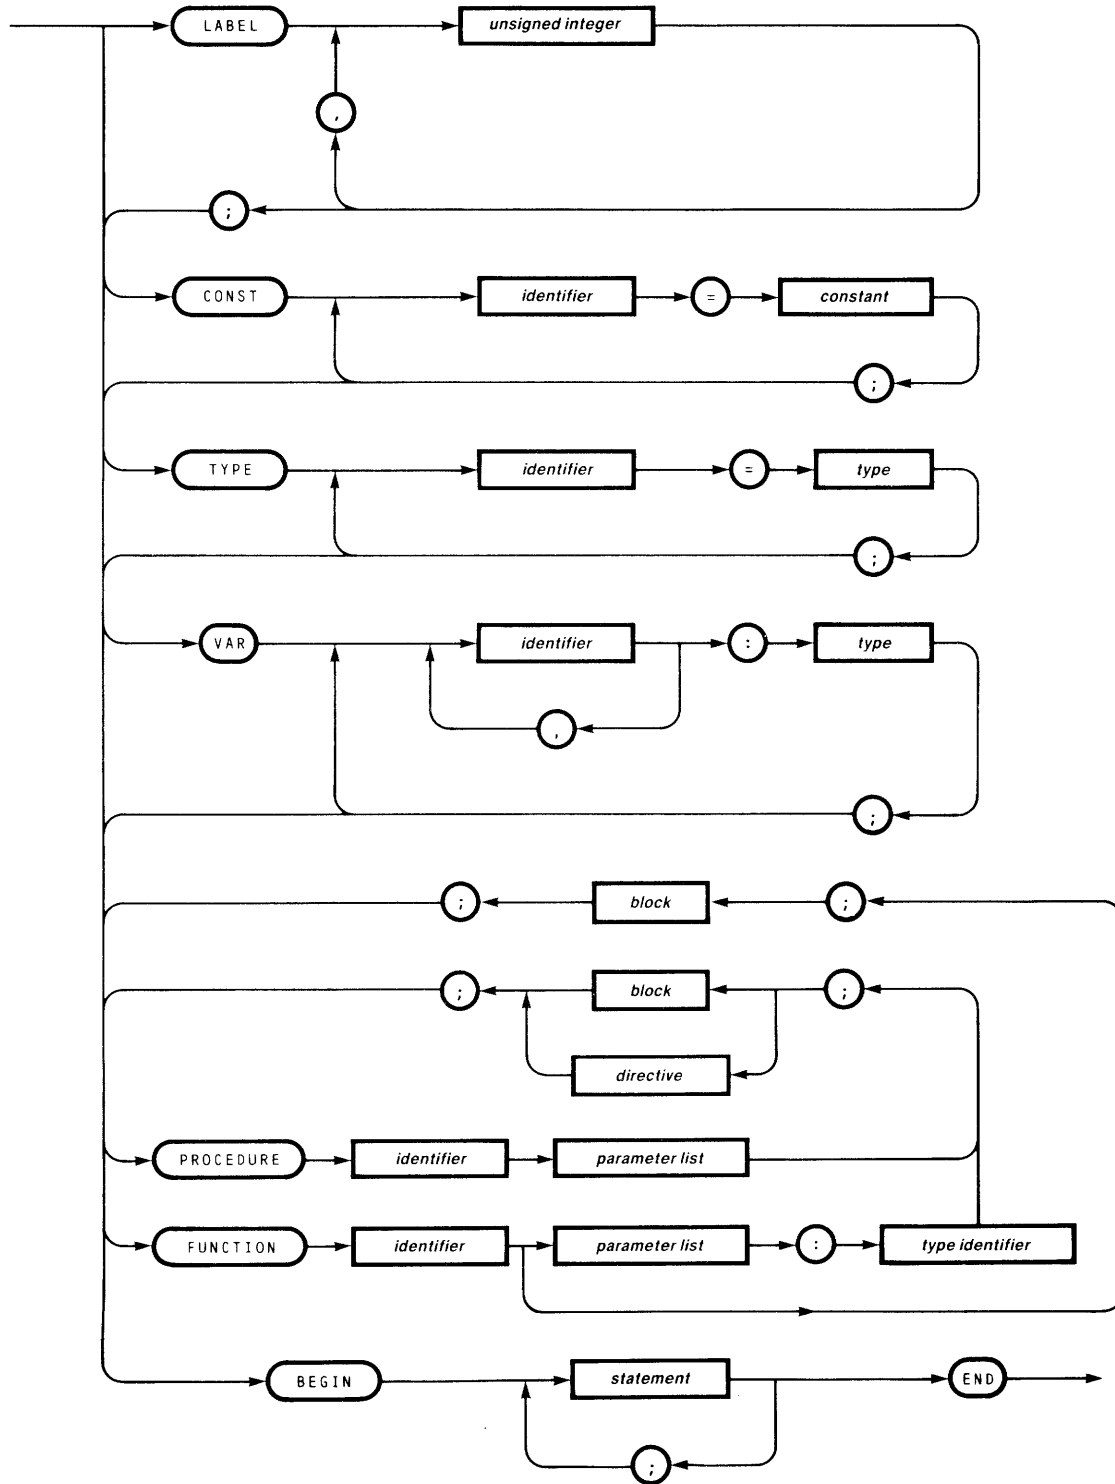 LABEL unsigned integer
,
;
CONST identifier = constant
;
TYPE identifier = type
;
VAR identifier : type
,
;
; block ;
; block ;
directive
PROCEDURE identifier parameter list
FUNCTION identifier parameter list : type identifier
BEGIN statement END
;